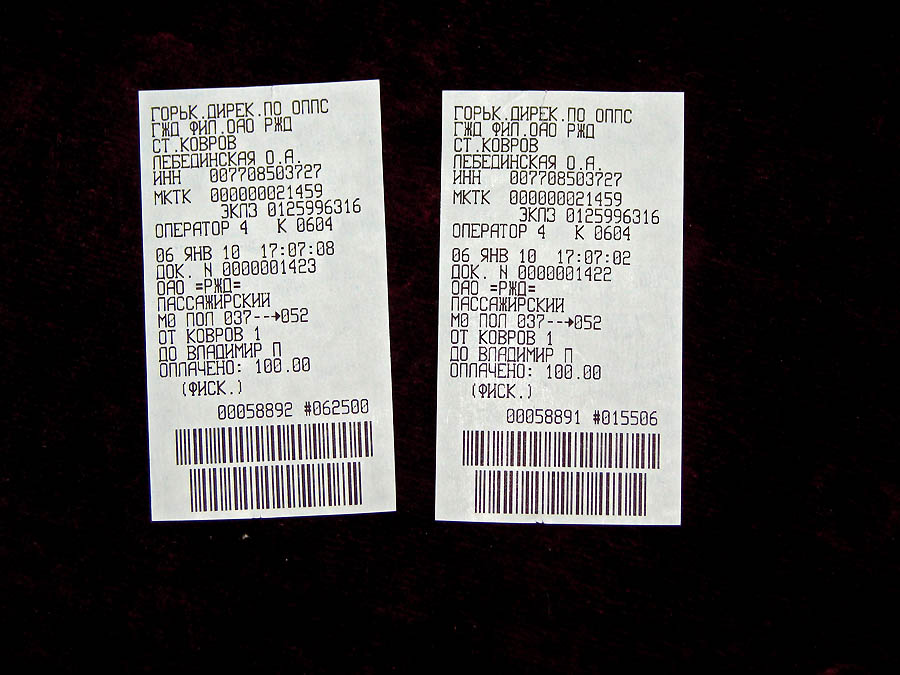 ГОРЬК.ДИРЕК.ПО ОППС
ГЖД ФИЛ.ОАО РЖД
СТ.КОВРОВ
ЛЕБЕДИНСКАЯ О.А.
ИНН 007708503727
МКТК 000000021459
ЭКЛЗ 0125996316
ОПЕРАТОР 4 К 0604
06 ЯНВ 10 17:07:08
ДОК. N 0000001423
ОАО =РЖД=
ПАССАЖИРСКИЙ
М0 ПОЛ 037--→052
ОТ КОВРОВ 1
ДО ВЛАДИМИР П
ОПЛАЧЕНО: 100.00
(ФИСК.)
00058892 #062500
ГОРЬК.ДИРЕК.ПО ОППС
ГЖД ФИЛ.ОАО РЖД
СТ.КОВРОВ
ЛЕБЕДИНСКАЯ О.А.
ИНН 007708503727
МКТК 000000021459
ЭКЛЗ 0125996316
ОПЕРАТОР 4 К 0604
06 ЯНВ 10 17:07:02
ДОК. N 0000001422
ОАО =РЖД=
ПАССАЖИРСКИЙ
М0 ПОЛ 037--→052
ОТ КОВРОВ 1
ДО ВЛАДИМИР П
ОПЛАЧЕНО: 100.00
(ФИСК.)
00058891 #015506